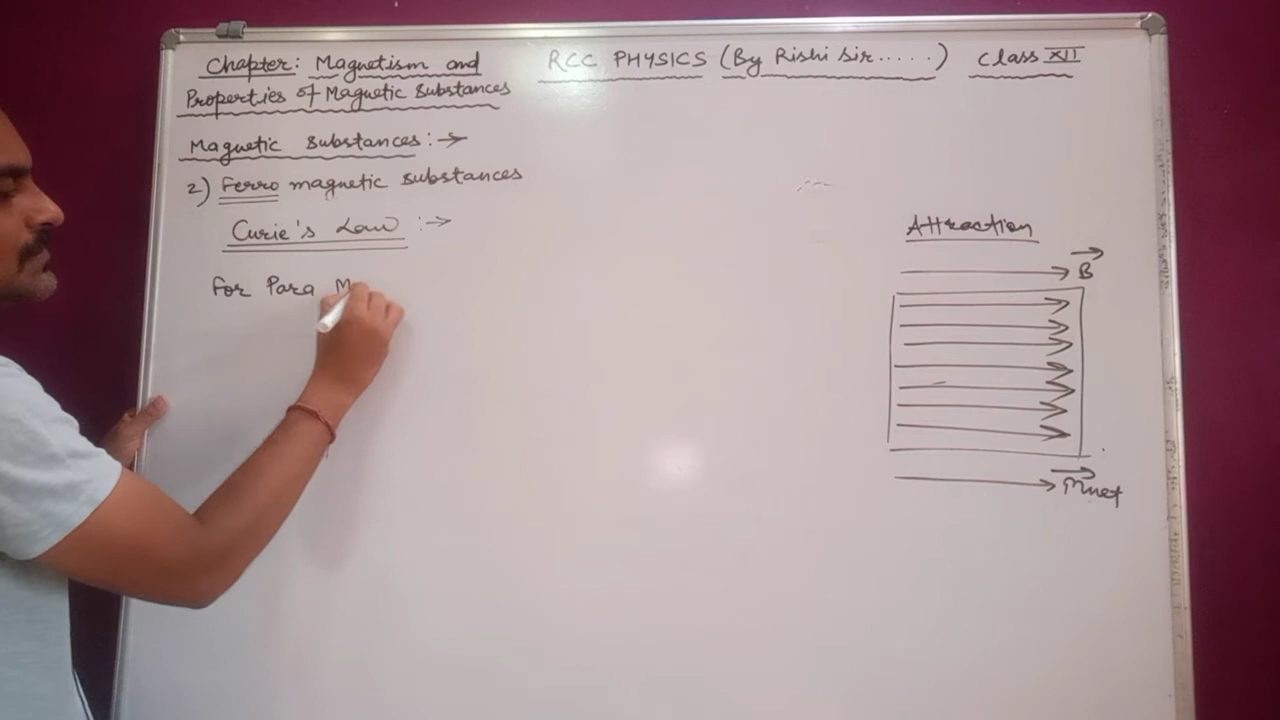 Chapter: Magnetism and
Properties of Magnetic Substances
RCC PHYSICS (By Rishi Sir.....) Class XII
Magnetic Substances :→
2) Ferro magnetic substances
Curie's Law :→
For Para M
Attraction
B
Mnet